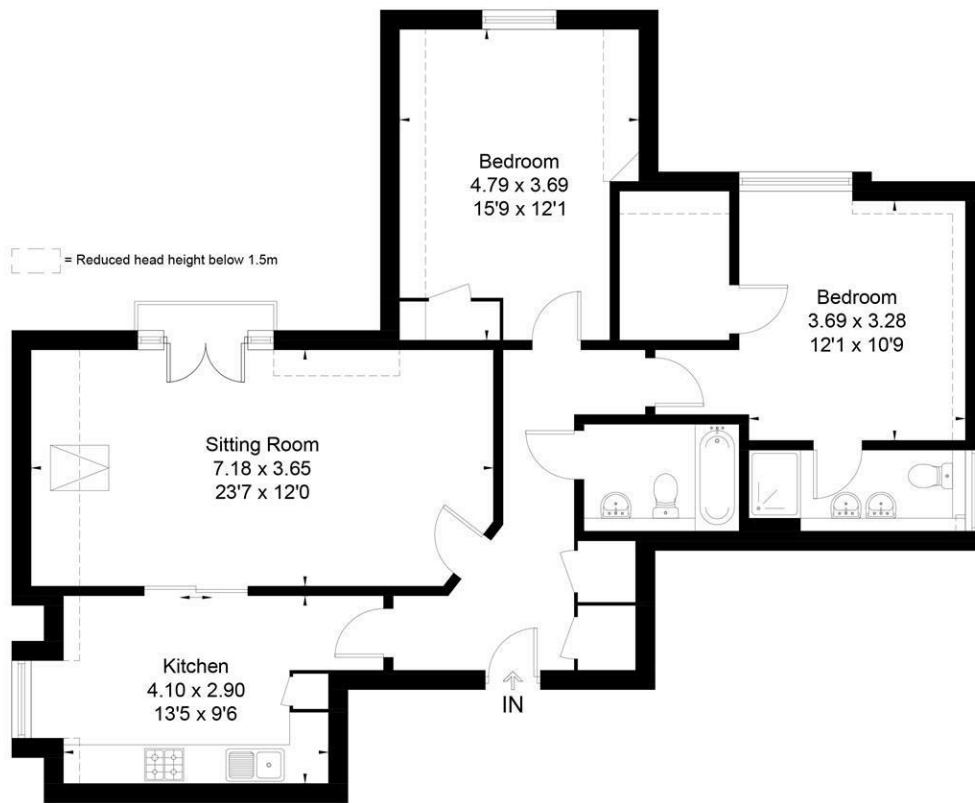 Bedroom
4.79 x 3.69
15'9 x 12'1
= Reduced head height below 1.5m
Bedroom
3.69 x 3.28
12'1 x 10'9
Sitting Room
7.18 x 3.65
23'7 x 12'0
Kitchen
4.10 x 2.90
13'5 x 9'6
IN